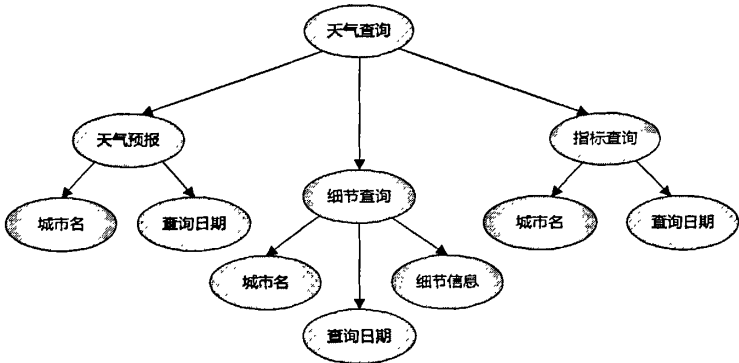 天气查询
天气预报
指标查询
细节查询
城市名
查询日期
城市名
查询日期
城市名
细节信息
查询日期